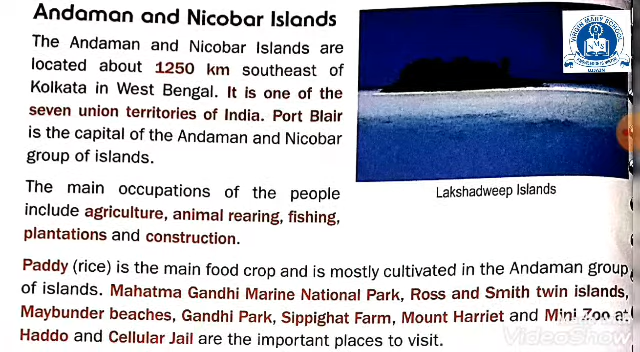 Andaman and Nicobar Islands
The Andaman and Nicobar Islands are
located about 1250 km southeast of
Kolkata in West Bengal. It is one of the
seven union territories of India. Port Blair
is the capital of the Andaman and Nicobar
group of islands.
The main occupations of the people
include agriculture, animal rearing, fishing,
plantations and construction.
VIRGIN MARY SCHOOL
Lakshadweep Islands
Paddy (rice) is the main food crop and is mostly cultivated in the Andaman group
of islands. Mahatma Gandhi Marine National Park, Ross and Smith twin islands,
Maybunder beaches, Gandhi Park, Sippighat Farm, Mount Harriet and Mini Zoo at
Haddo and Cellular Jail are the important places to visit.
VideoShow